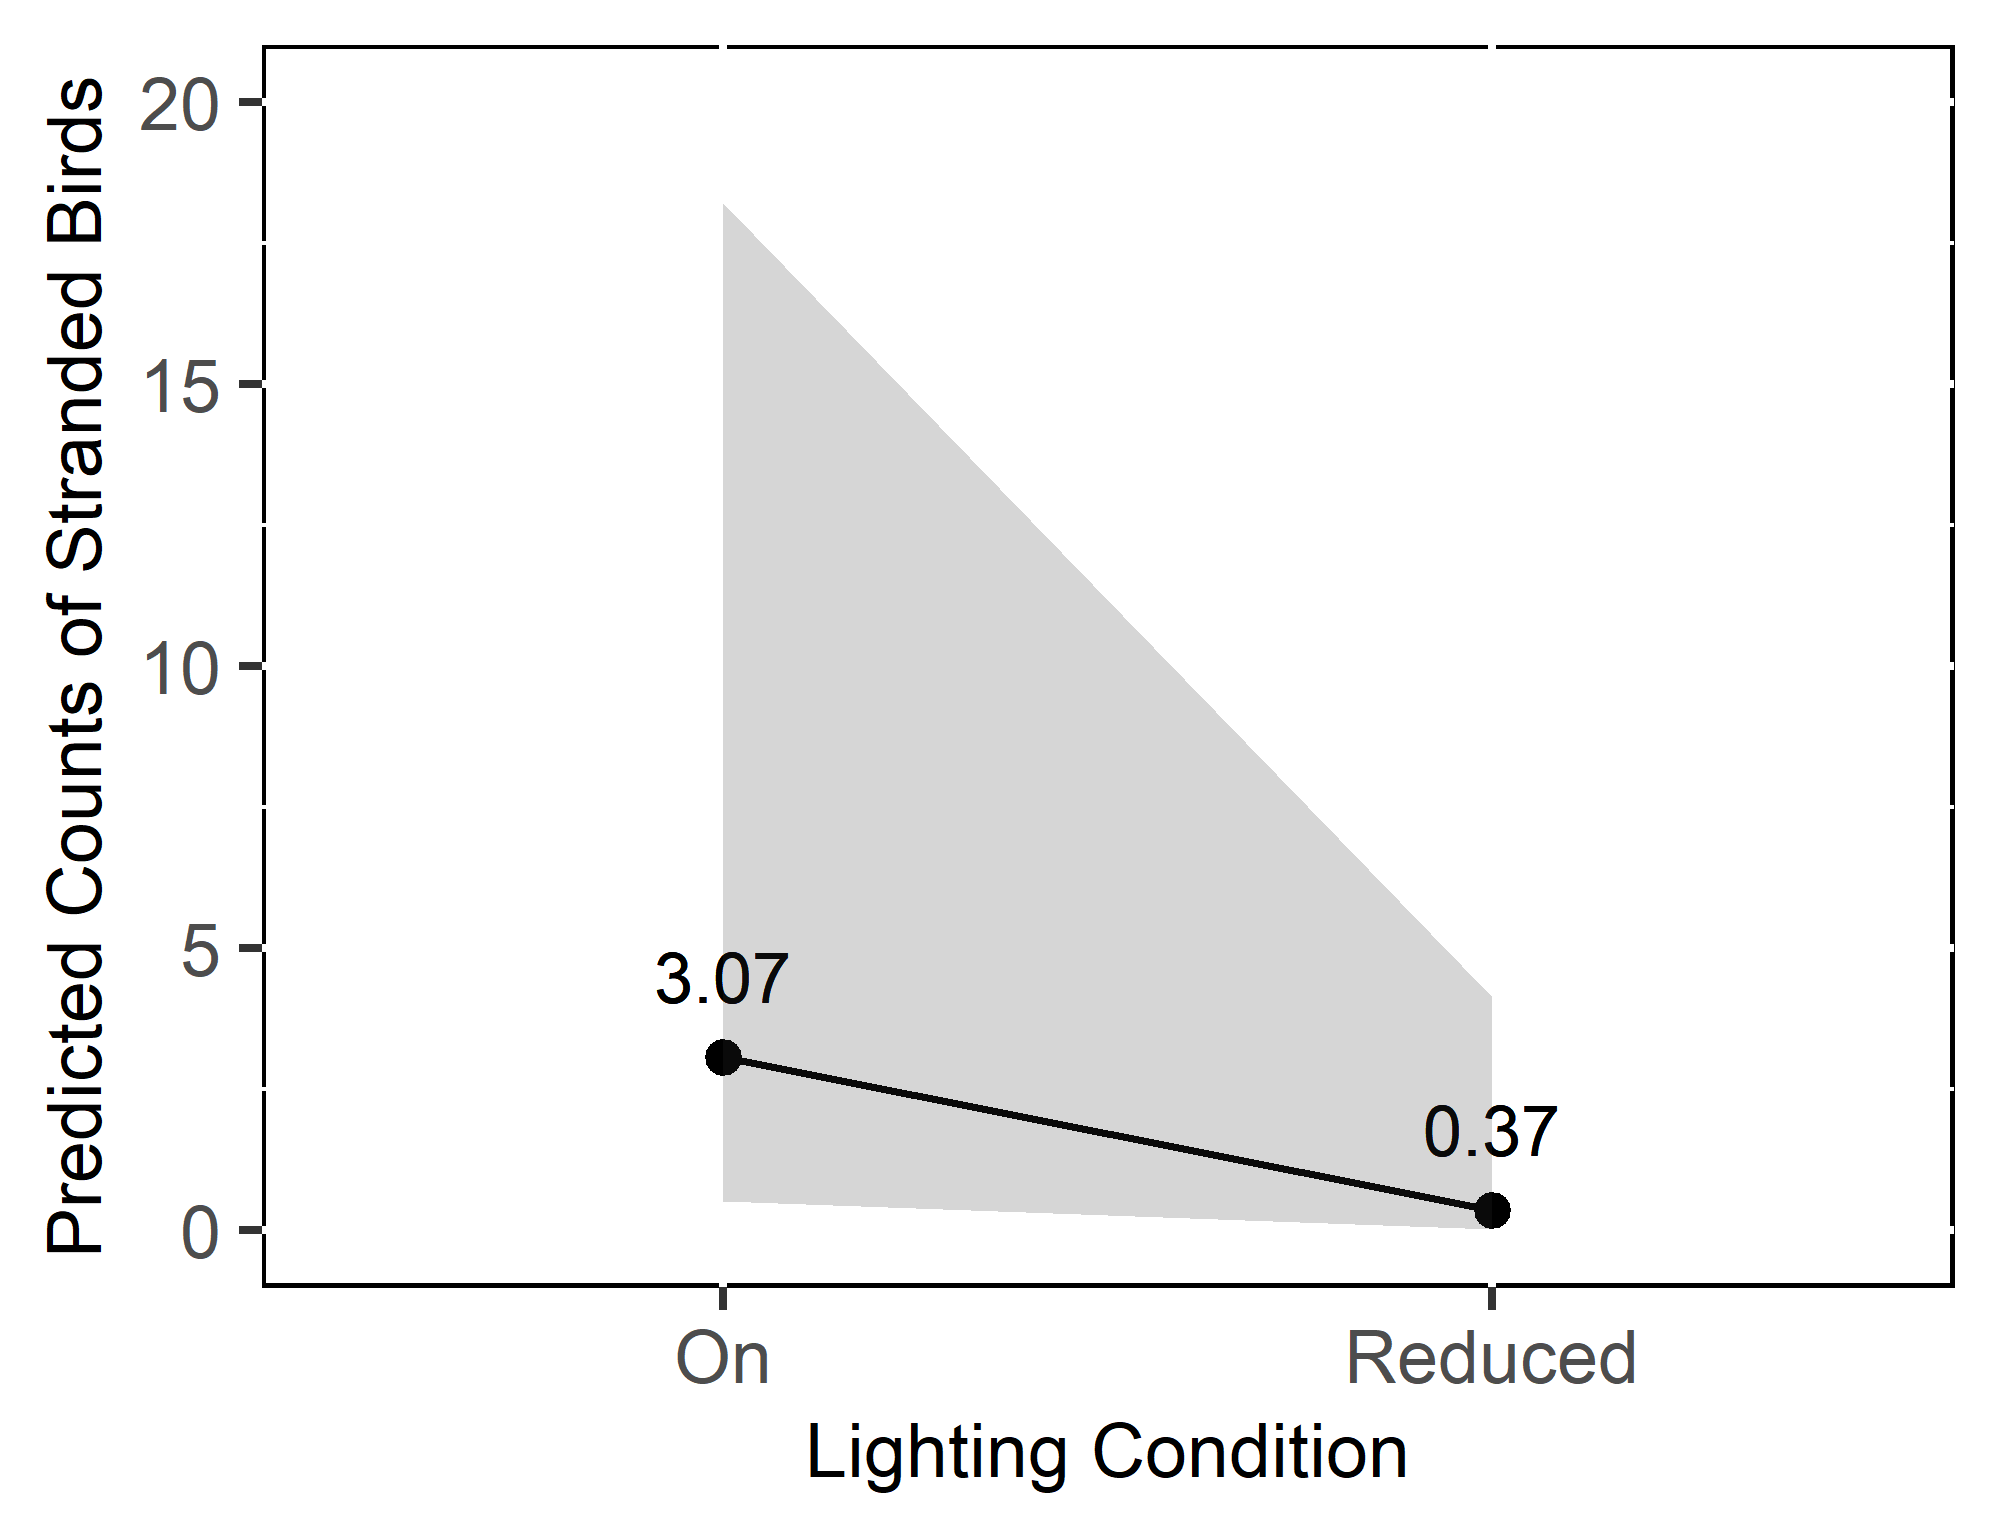 Predicted Counts of Stranded Birds
20
15
10
5
0
3.07
0.37
On Reduced
Lighting Condition